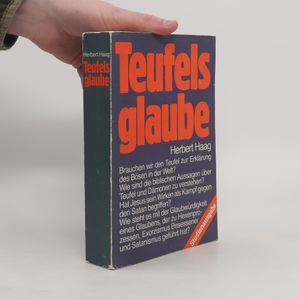 Herbert Haag
Teufels
glaube
Teufels
glaube
Herbert Haag
Brauchen wir den Teufel zur Erklärung
des Bösen in der Welt?
Wie sind die biblischen Aussagen über
Teufel und Dämonen zu verstehen?
Hat Jesus sein Wirken als Kampf gegen
den Satan begriffen?
Wie steht es mit der Glaubwürdigkeit
eines Glaubens, der zu Hexenpro-
zessen, Exorzismus Besessener
und Satanismus geführt hat?
Studienausgabe